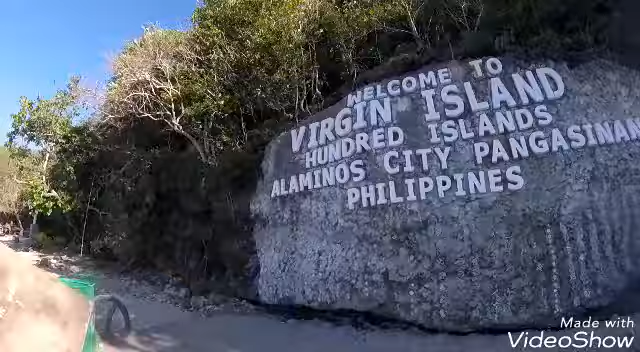 WELCOME TO
VIRGIN ISLAND
HUNDRED ISLANDS
ALAMINOS CITY PANGASINAN
PHILIPPINES
Made with
VideoShow